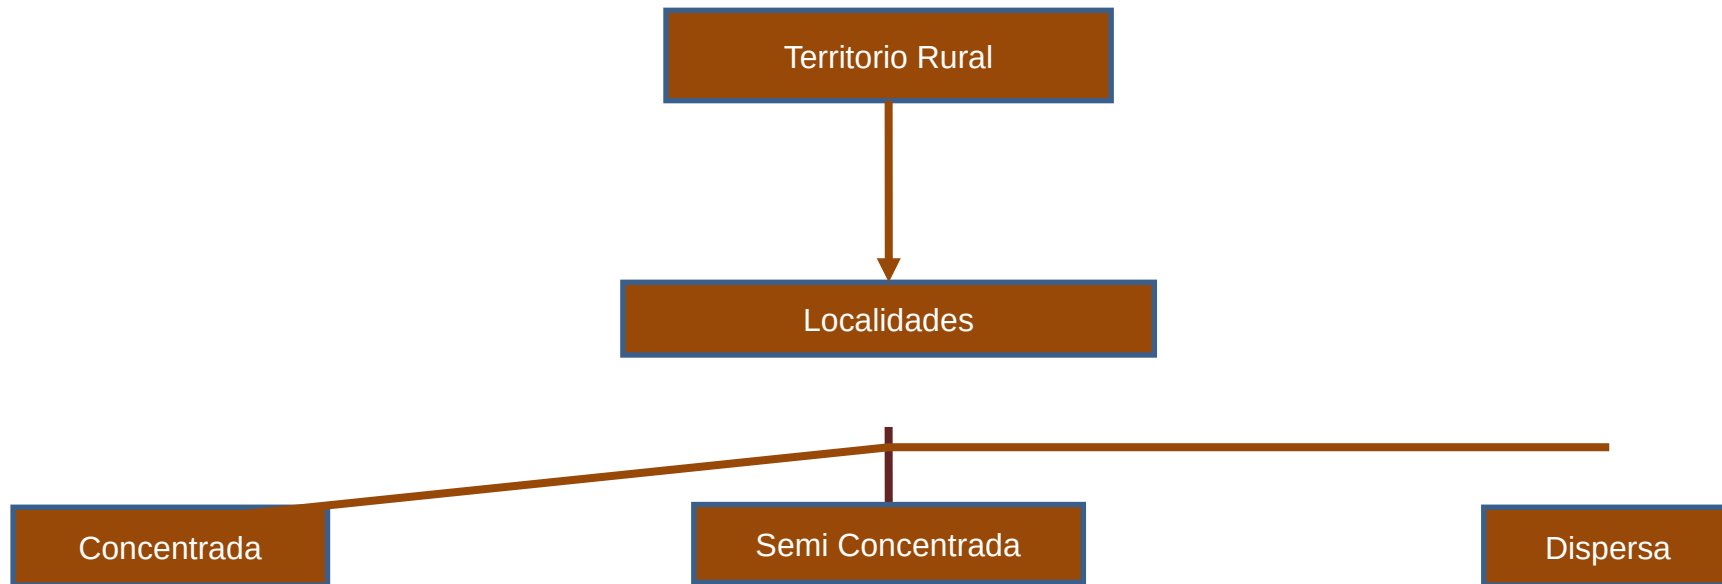 Territorio Rural
Localidades
Concentrada
Semi Concentrada
Dispersa